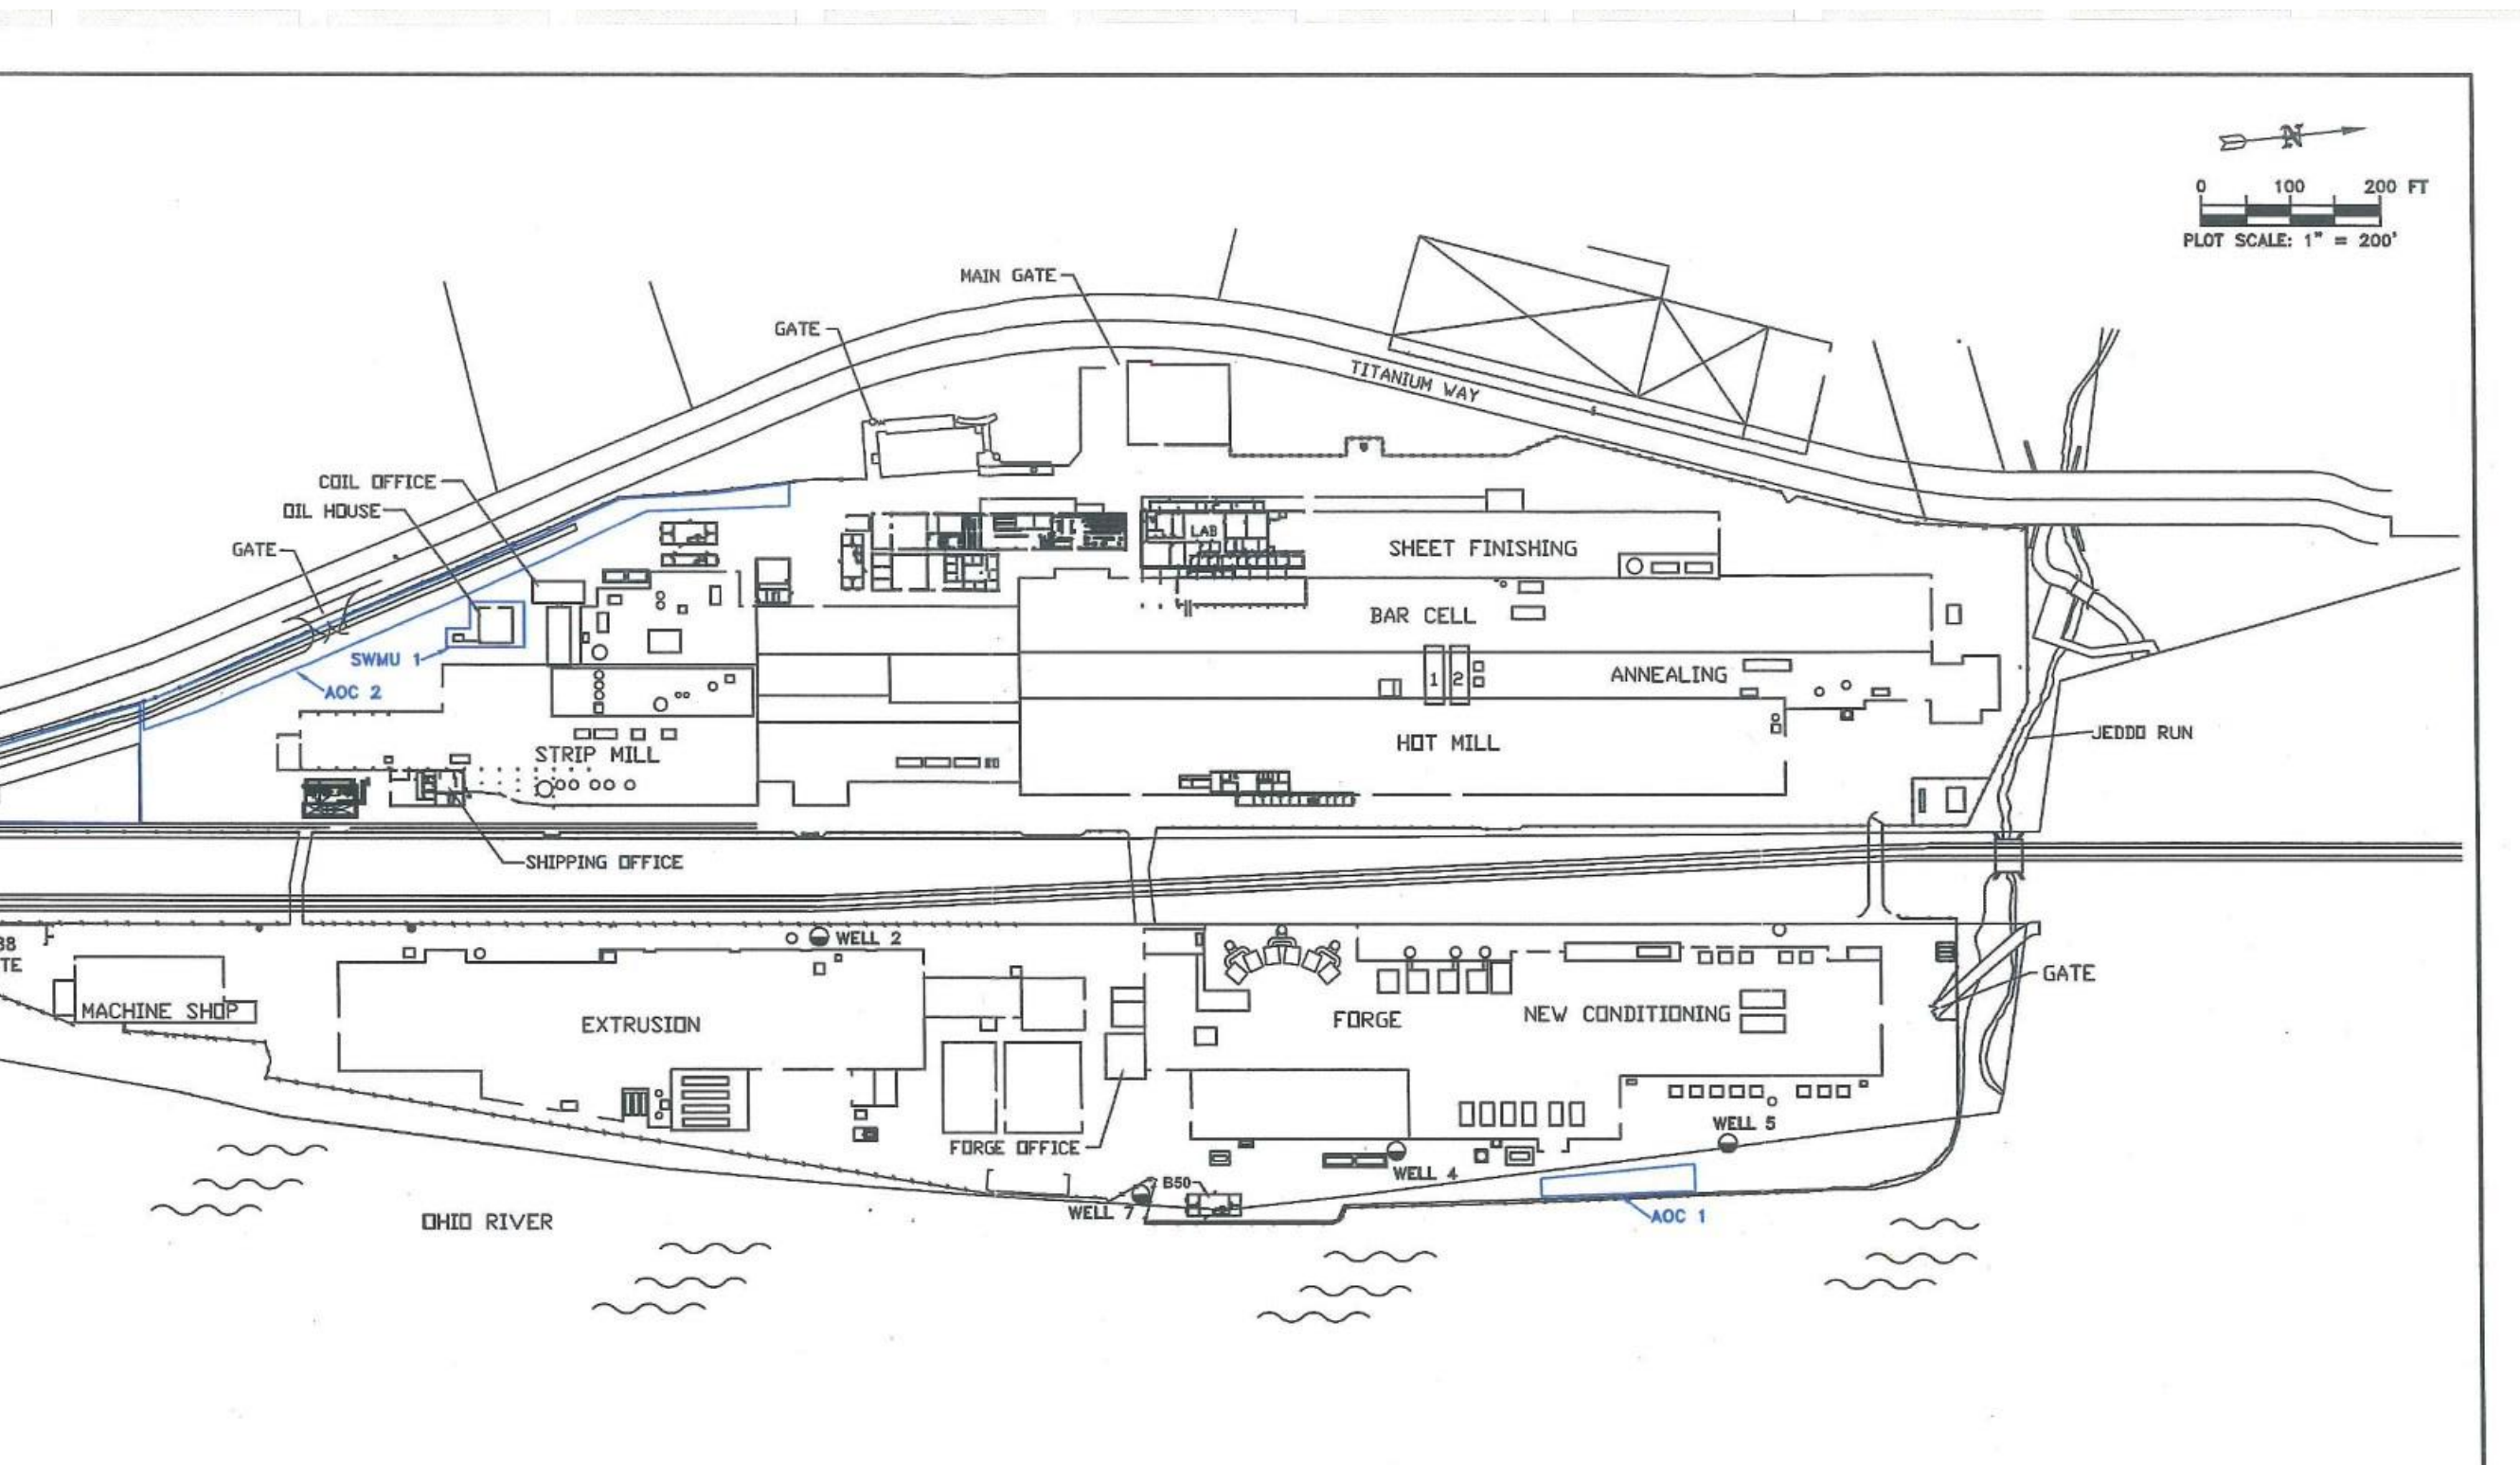 N
0 100 200 FT
PLOT SCALE: 1" = 200'
MAIN GATE
GATE
TITANIUM WAY
COIL OFFICE
OIL HOUSE
GATE
LAB
SHEET FINISHING
BAR CELL
SWMU 1
AOC 2
1 2
ANNEALING
STRIP MILL
HOT MILL
JEDDO RUN
SHIPPING OFFICE
WELL 2
TE
GATE
MACHINE SHOP
EXTRUSION
FORGE
NEW CONDITIONING
WELL 5
FORGE OFFICE
WELL 4
B50
WELL 7
AOC 1
OHIO RIVER